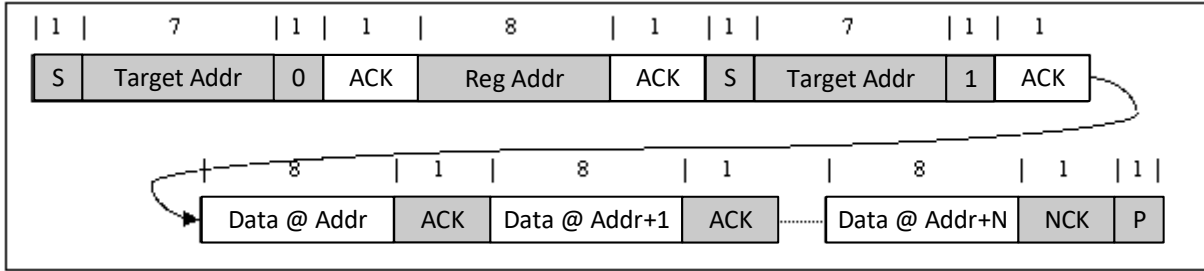 | 1 | 7 | 1 | 1 | 8 | 1 | 1 | 7 | 1 | 1
S Target Addr 0 ACK Reg Addr ACK S Target Addr 1 ACK
| 8 | 1 | 8 | 1 | 8 | 1 | 1 |
Data @ Addr ACK Data @ Addr+1 ACK Data @ Addr+N NCK P